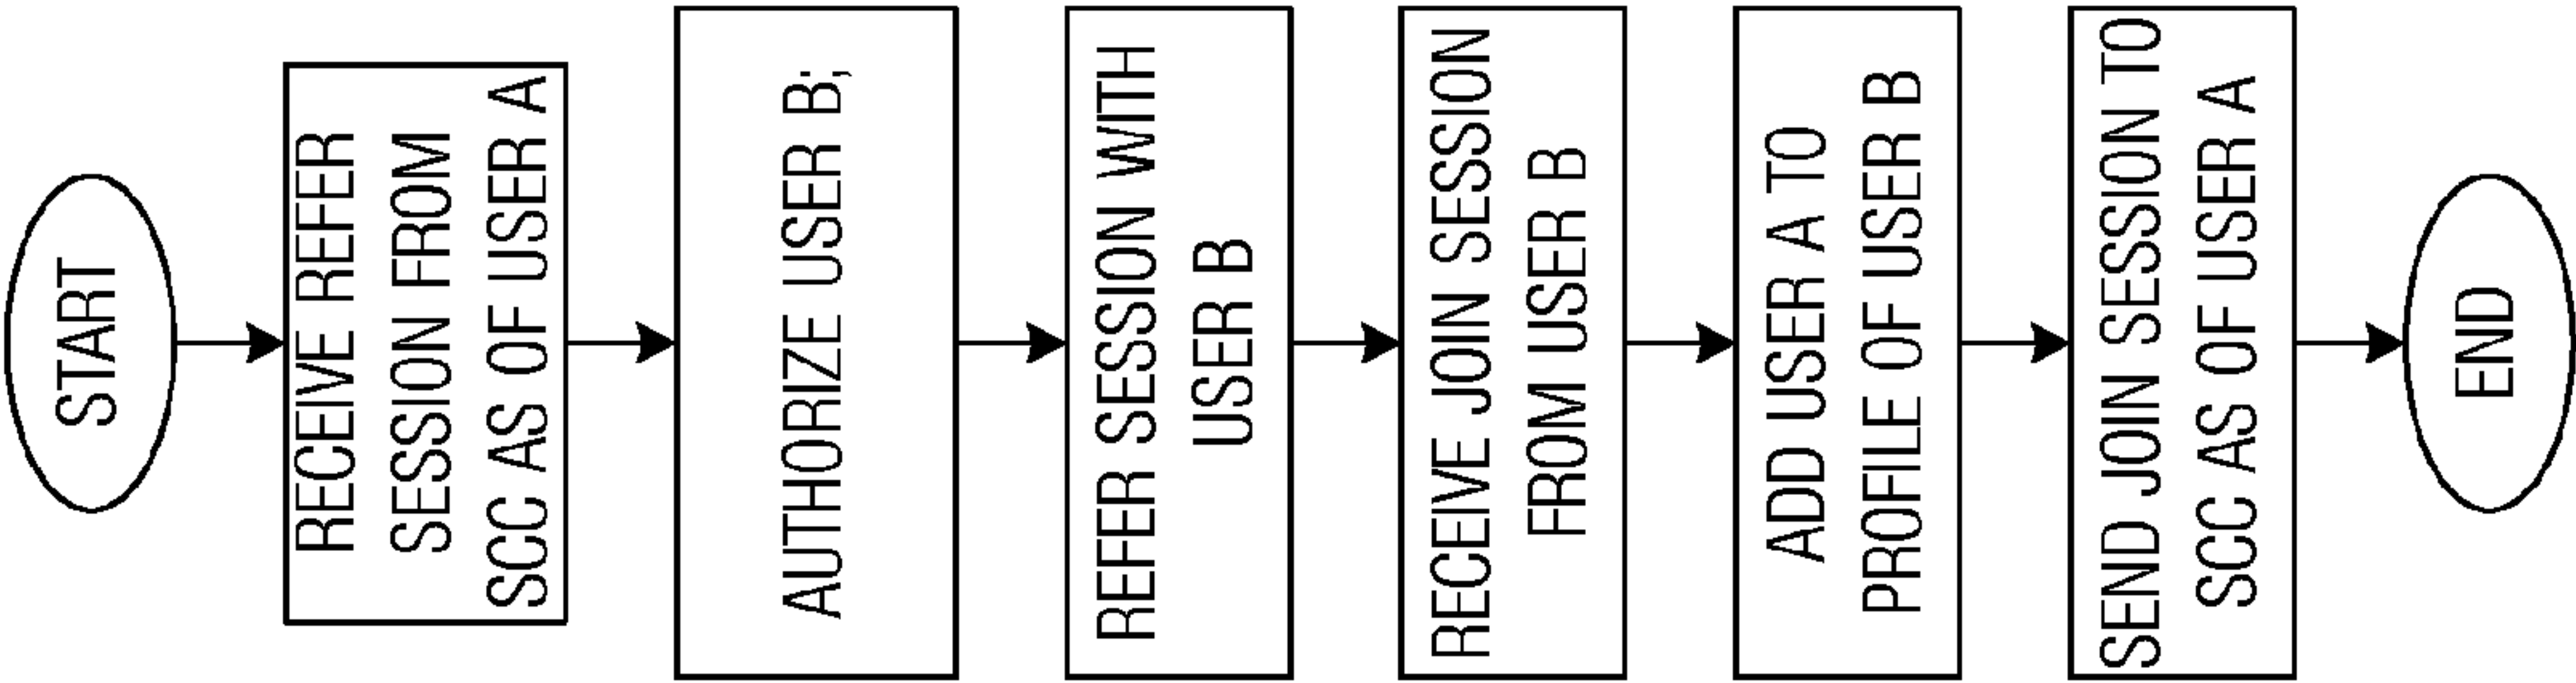 START
RECEIVE REFER
SESSION FROM
SCC AS OF USER A
AUTHORIZE USER B;
REFER SESSION WITH
USER B
RECEIVE JOIN SESSION
FROM USER B
ADD USER A TO
PROFILE OF USER B
SEND JOIN SESSION TO
SCC AS OF USER A
END